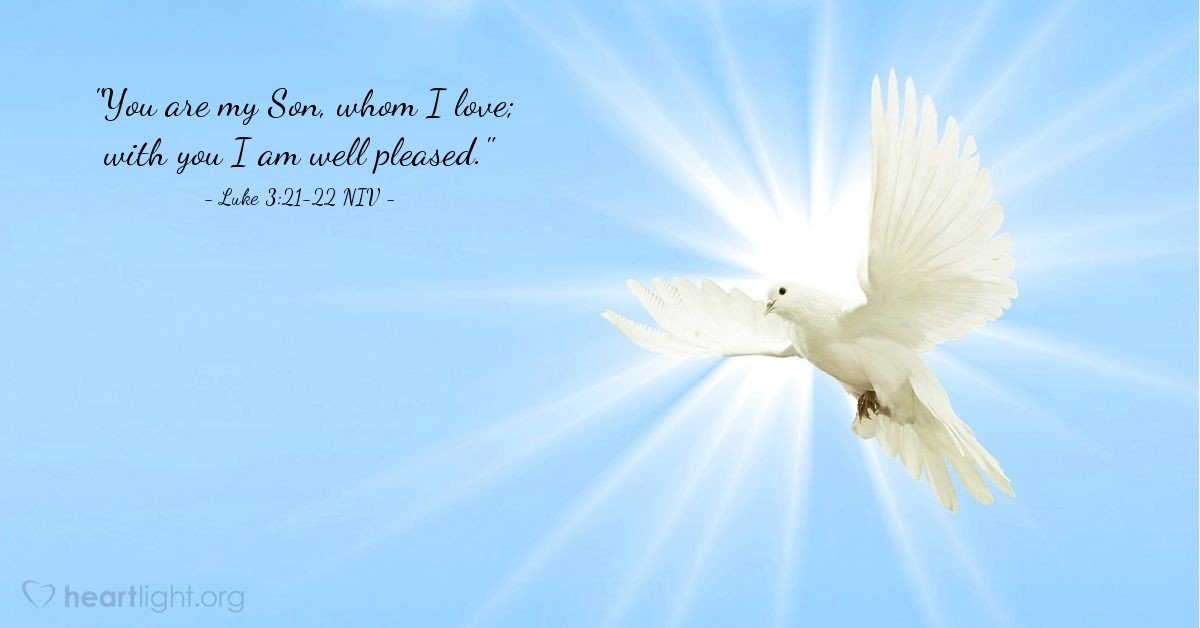 "You are my Son, whom I love;
with you I am well pleased."
- Luke 3:21-22 NIV -
heartlight.org